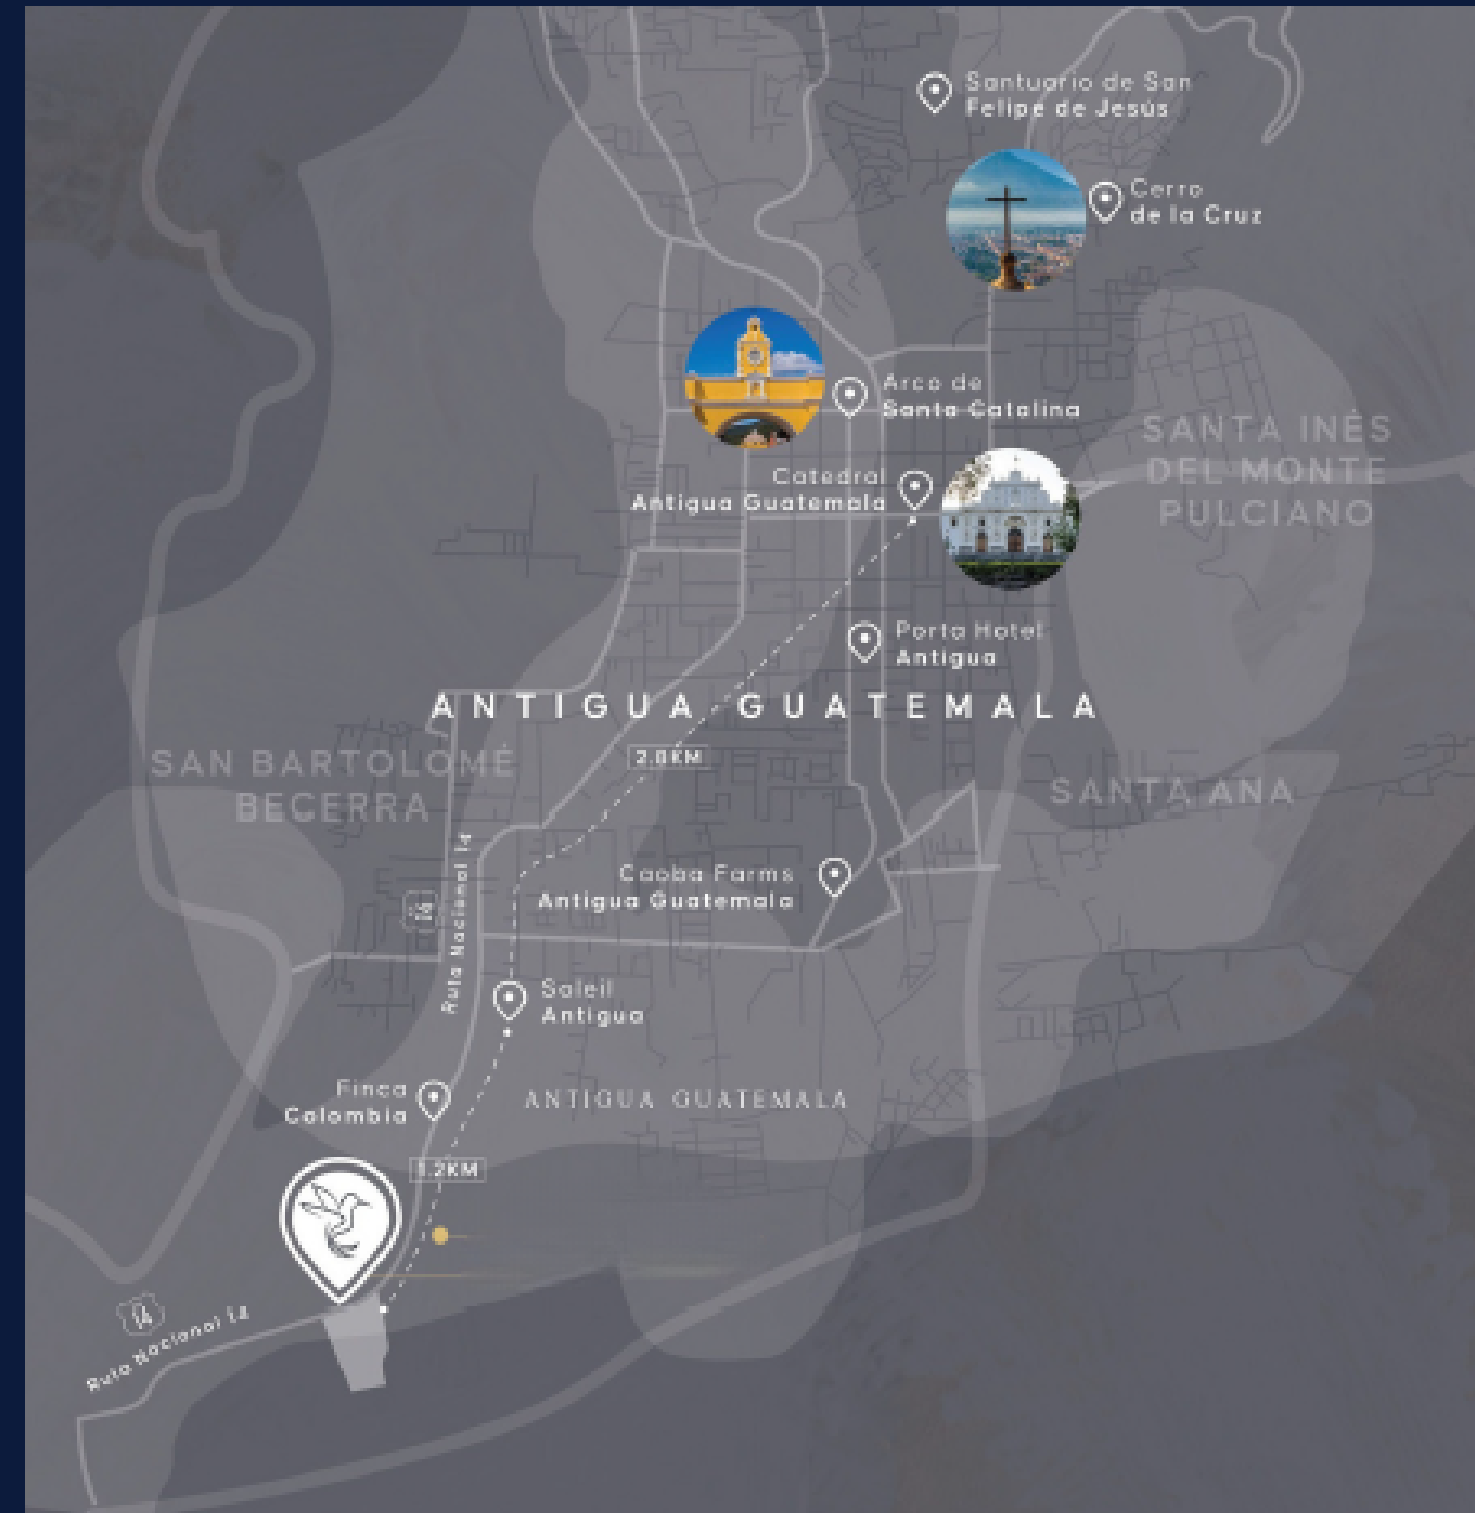 Santuario de San
Felipe de Jesús
Cerro
de la Cruz
Arco de
Santa Catalina
SANTA INÉS
DEL MONTE
PULCIANO
Catedral
Antigua Guatemala
Porta Hotel
Antigua
ANTIGUA GUATEMALA
SAN BARTOLOMÉ
BECERRA
2.0KM
SANTA ANA
Ruta Nacional 14
Caoba Farms
Antigua Guatemala
14
Soleil
Antigua
Finca
Colombia
ANTIGUA GUATEMALA
1.2KM
14
Ruta Nacional 14